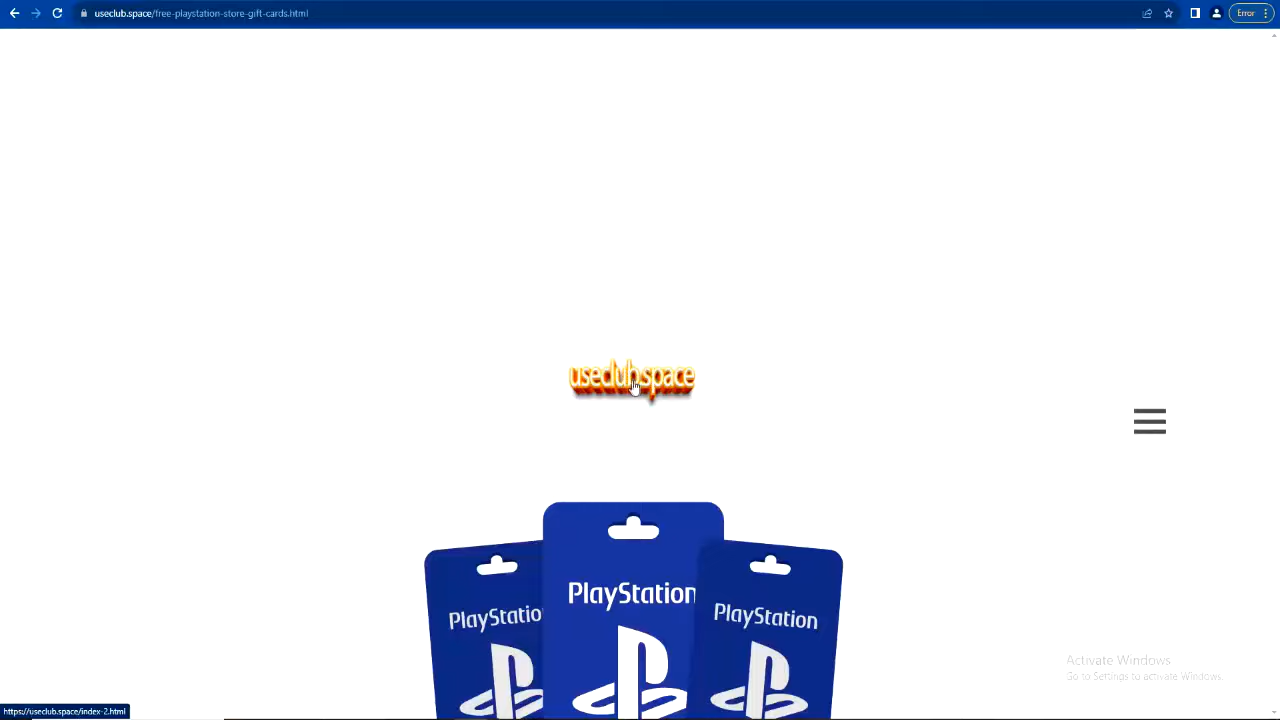 useclub.space/free-playstation-store-gift-cards.html
Error
useclub.space
PlayStation
PlayStation
PlayStation
Activate Windows
Go to Settings to activate Windows.
https://useclub.space/index-2.html